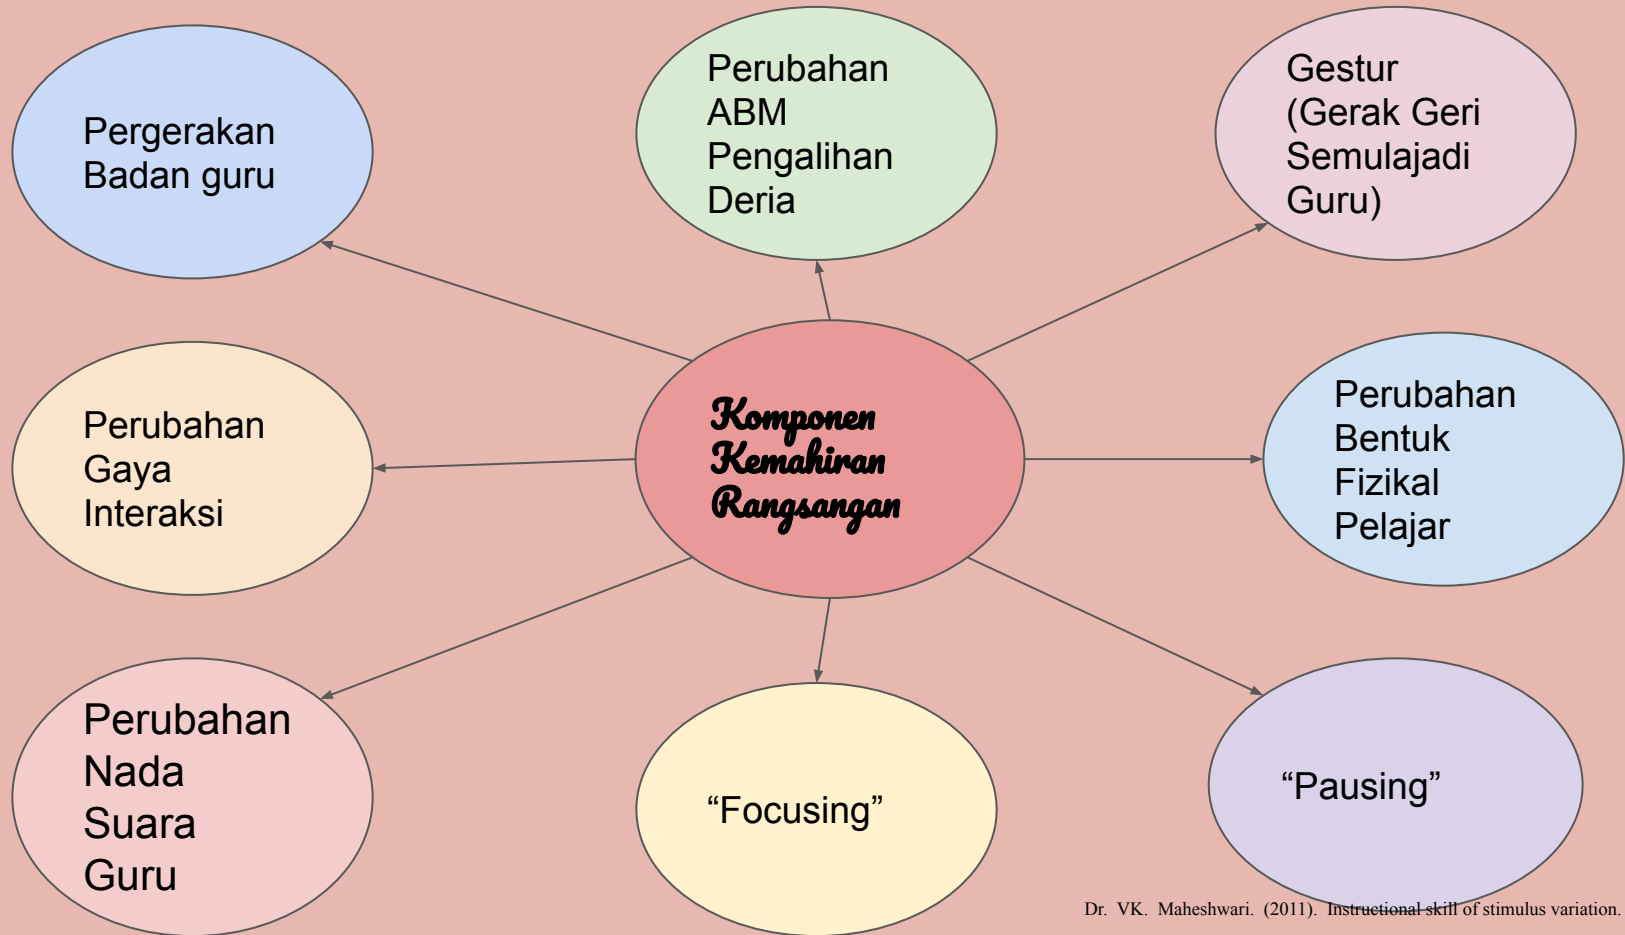 Pergerakan
Badan guru
Perubahan
ABM
Pengalihan
Deria
Gestur
(Gerak Geri
Semulajadi
Guru)
Perubahan
Gaya
Interaksi
Komponen
Kemahiran
Rangsangan
Perubahan
Bentuk
Fizikal
Pelajar
Perubahan
Nada
Suara
Guru
“Focusing”
“Pausing”
Dr. VK. Maheshwari. (2011). Instructional skill of stimulus variation.